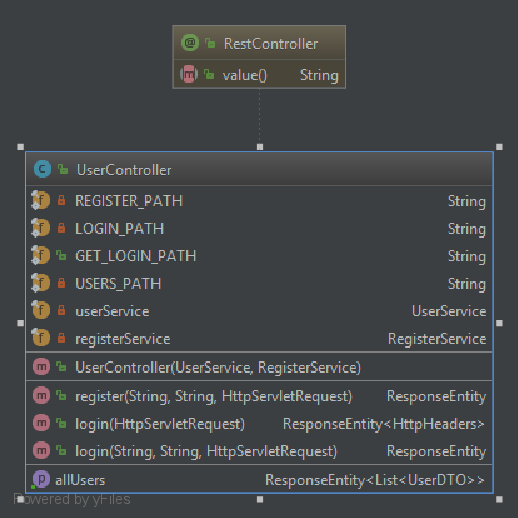 @ RestController
m value() String
C UserController
f REGISTER_PATH String
f LOGIN_PATH String
f GET_LOGIN_PATH String
f USERS_PATH String
f userService UserService
f registerService RegisterService
m UserController(UserService, RegisterService)
m register(String, String, HttpServletRequest) ResponseEntity
m login(HttpServletRequest) ResponseEntity<HttpHeaders>
m login(String, String, HttpServletRequest) ResponseEntity
p allUsers ResponseEntity<List<UserDTO>>
Powered by yFiles